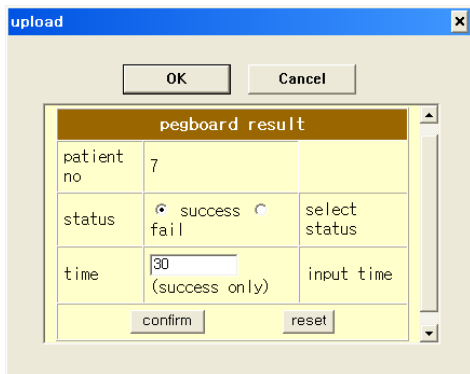 upload
OK Cancel
pegboard result
patient
no
7
status
success
fail
select
status
time
30
(success only)
input time
confirm reset